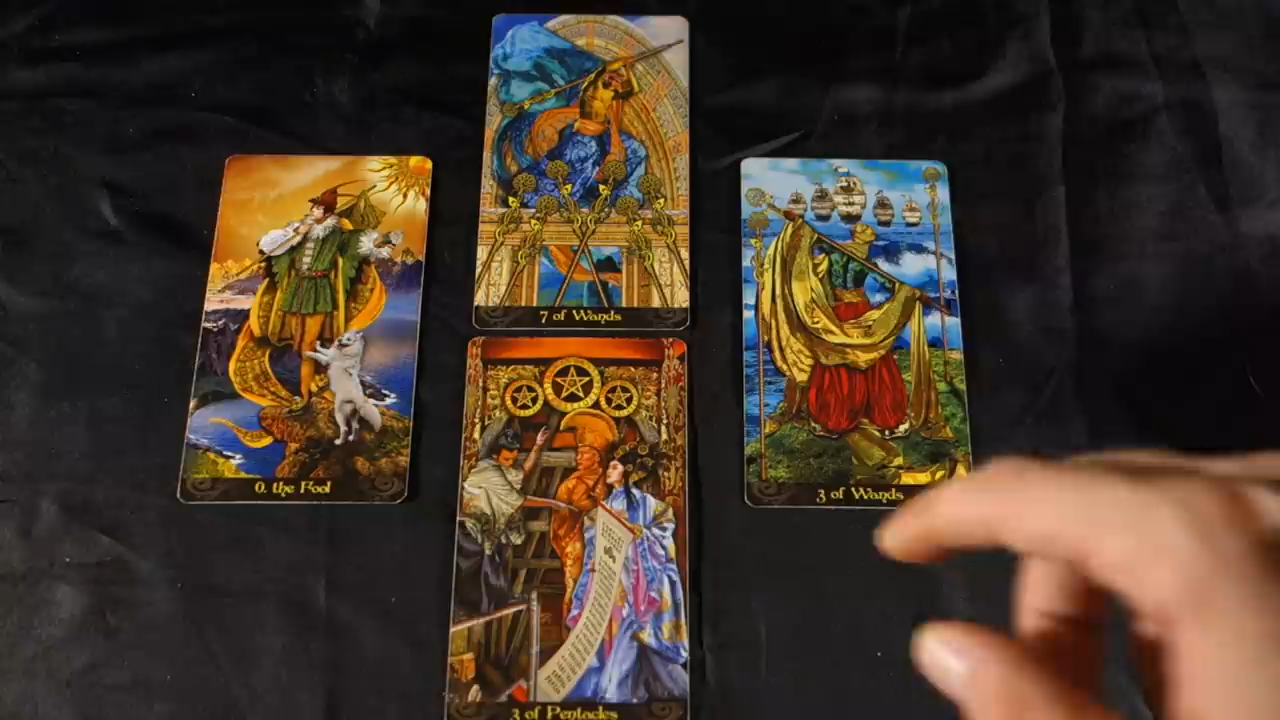 7 of Wands
0. the Fool
3 of Wands
3 of Pentacles